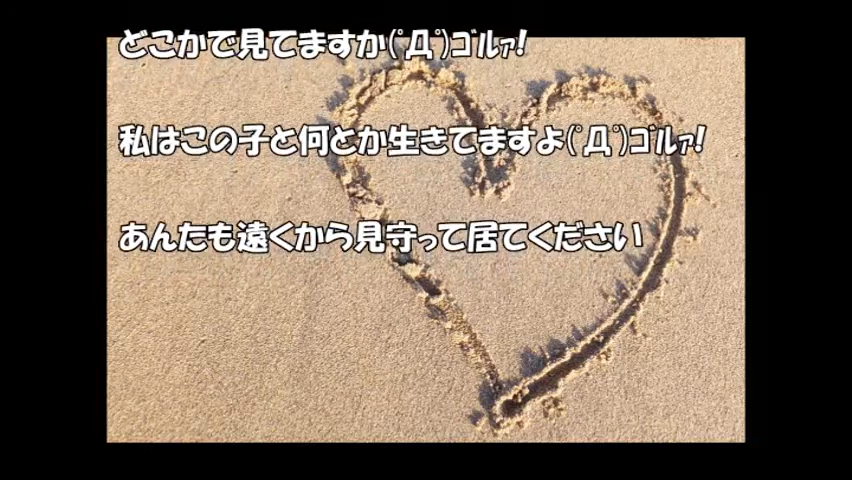 どこかで見てますか(ﾟДﾟ)ｺﾞﾙｧ!
私はこの子と何とか生きてますよ(ﾟДﾟ)ｺﾞﾙｧ!
あんたも遠くから見守って居てください